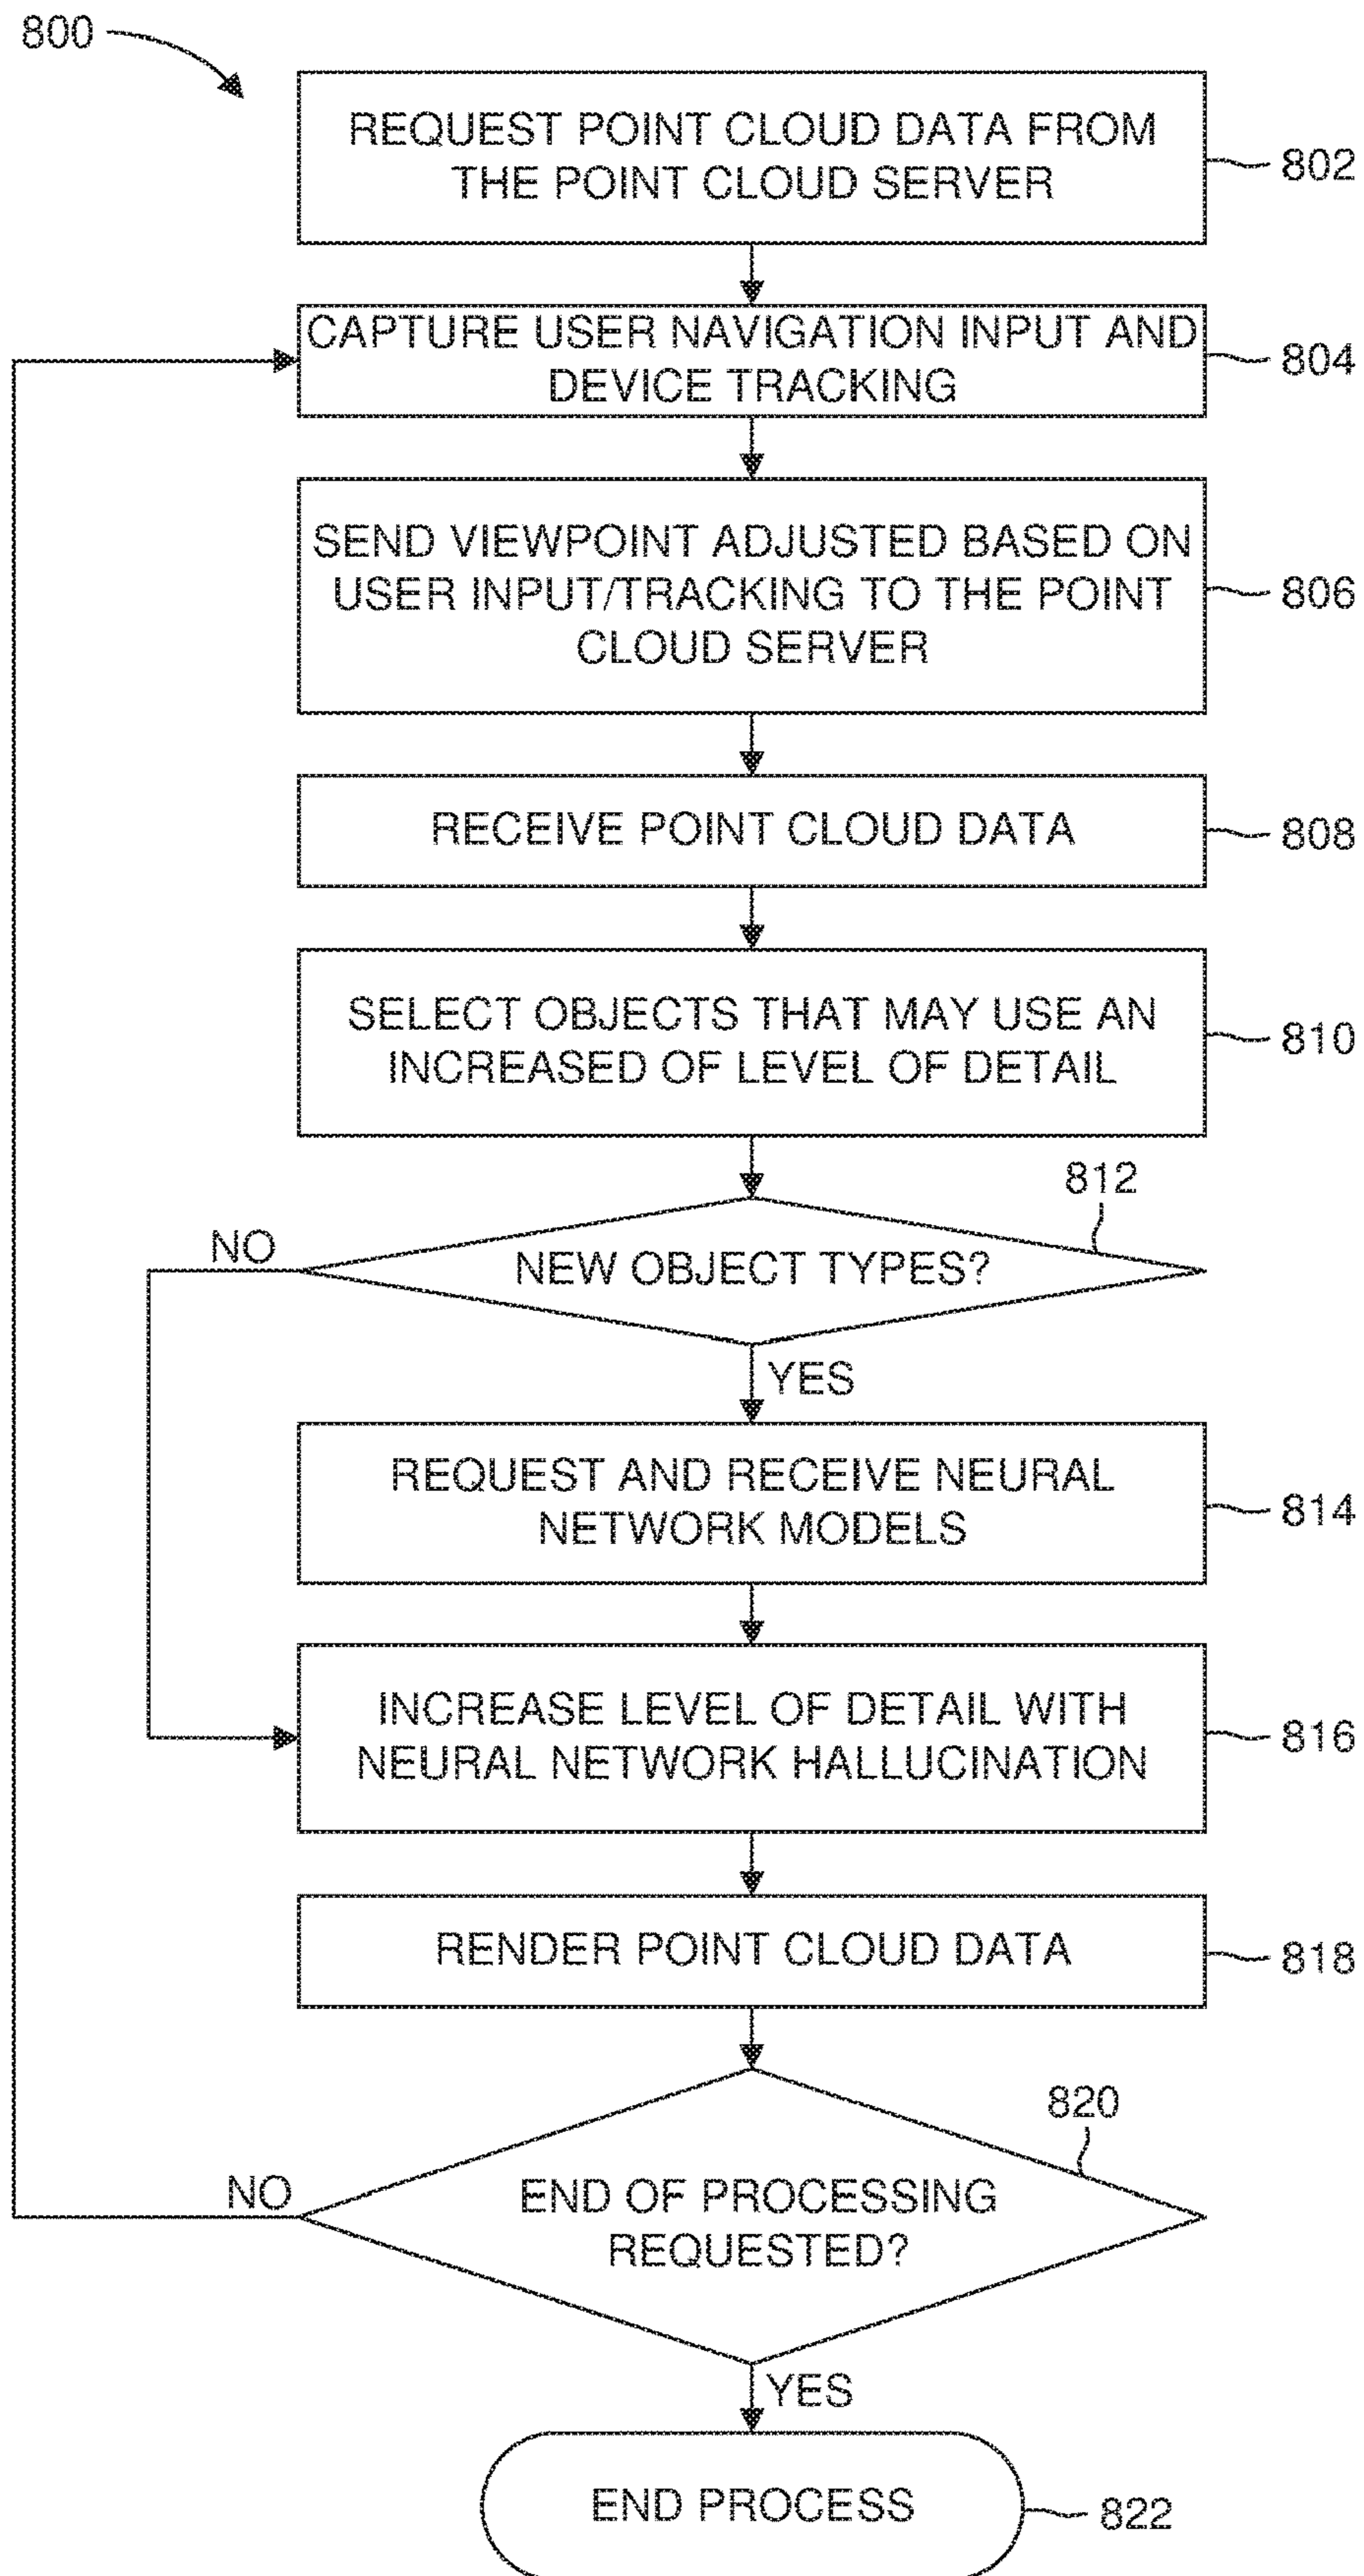 800
REQUEST POINT CLOUD DATA FROM
THE POINT CLOUD SERVER
802
CAPTURE USER NAVIGATION INPUT AND
DEVICE TRACKING
804
SEND VIEWPOINT ADJUSTED BASED ON
USER INPUT/TRACKING TO THE POINT
CLOUD SERVER
806
RECEIVE POINT CLOUD DATA
808
SELECT OBJECTS THAT MAY USE AN
INCREASED OF LEVEL OF DETAIL
810
812
NO
NEW OBJECT TYPES?
YES
REQUEST AND RECEIVE NEURAL
NETWORK MODELS
814
INCREASE LEVEL OF DETAIL WITH
NEURAL NETWORK HALLUCINATION
816
RENDER POINT CLOUD DATA
818
820
NO
END OF PROCESSING
REQUESTED?
YES
END PROCESS
822